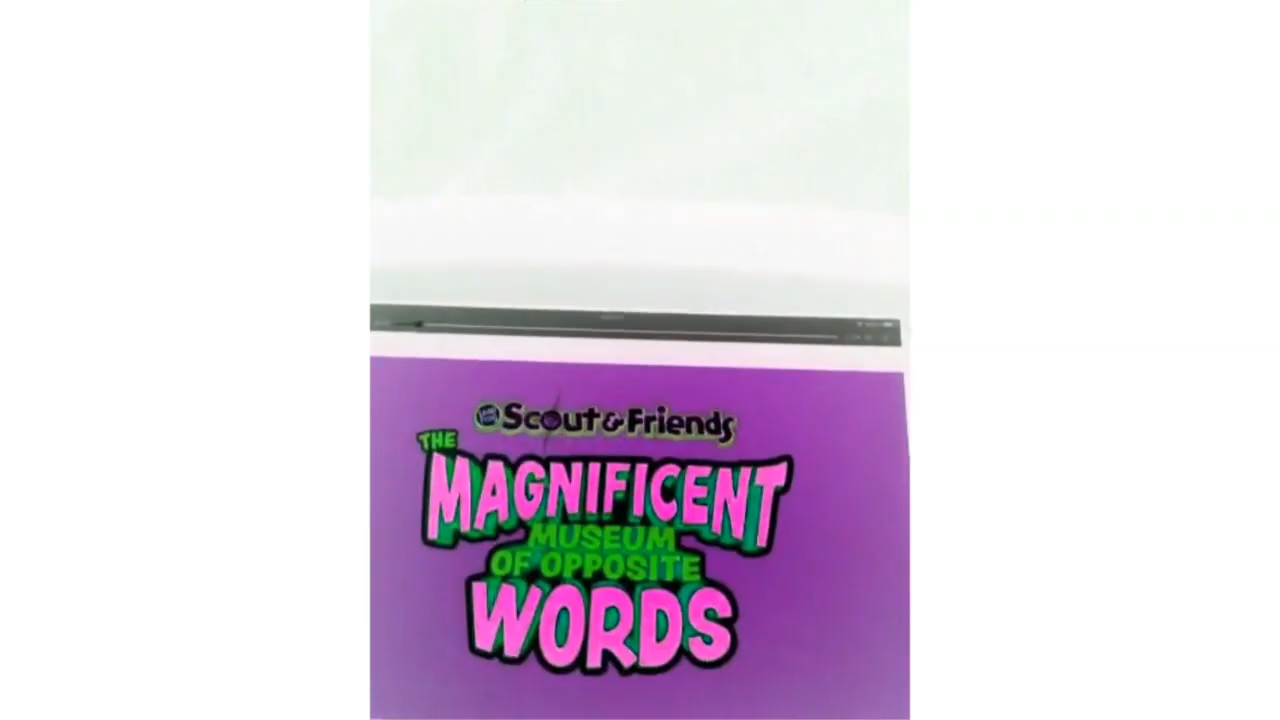 Scout & Friends
THE
MAGNIFICENT
MUSEUM
OF OPPOSITE
WORDS